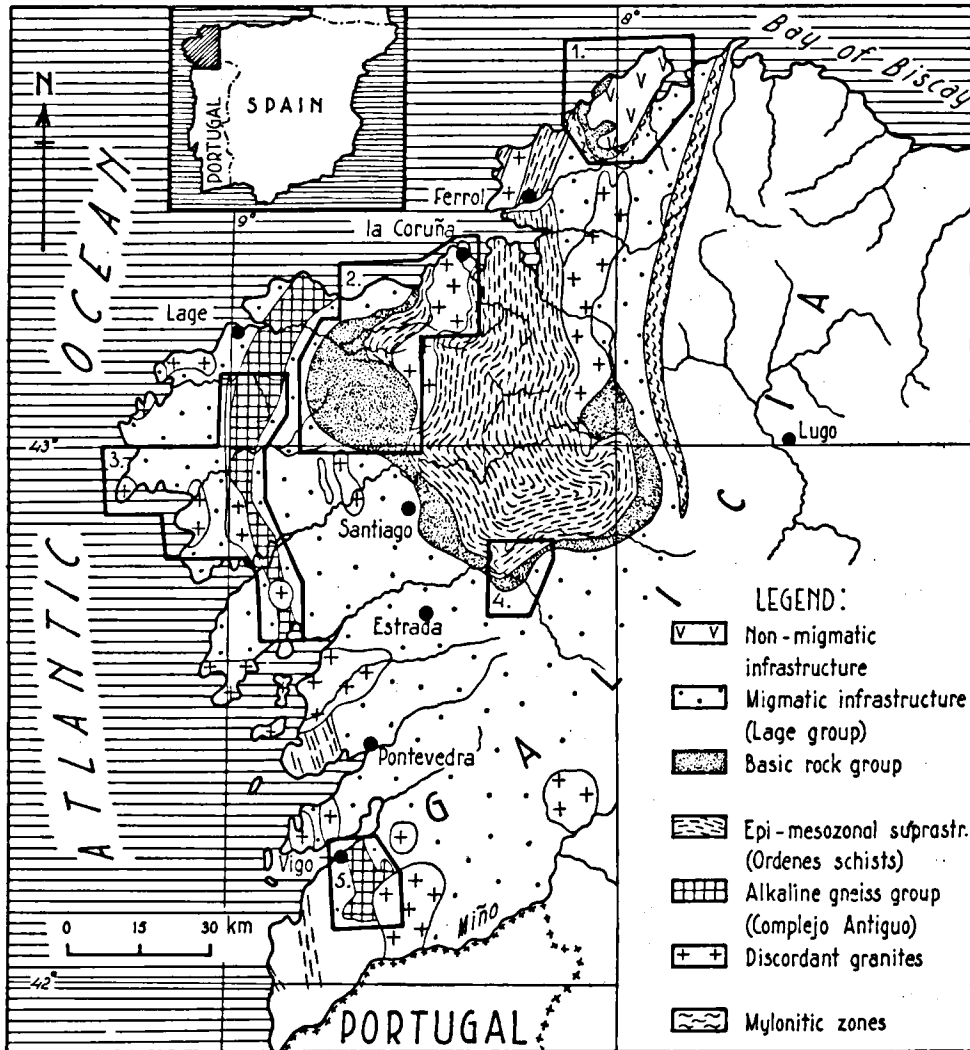 8°
Bay of Biscay
1.
N
SPAIN
PORTUGAL
Ferrol
9°
la Coruña
2.
Lage
OCEAN
ATLANTIC
GALICIA
Lugo
43°
3.
Santiago
4.
Estrada
Pontevedra
Vigo
5.
Miño
0 15 30 km
42°
PORTUGAL
LEGEND:
V V Non-migmatic
infrastructure
Migmatic infrastructure
(Lage group)
Basic rock group
Epi-mesozonal suprastr.
(Ordenes schists)
Alkaline gneiss group
(Complejo Antiguo)
+ + Discordant granites
Mylonitic zones